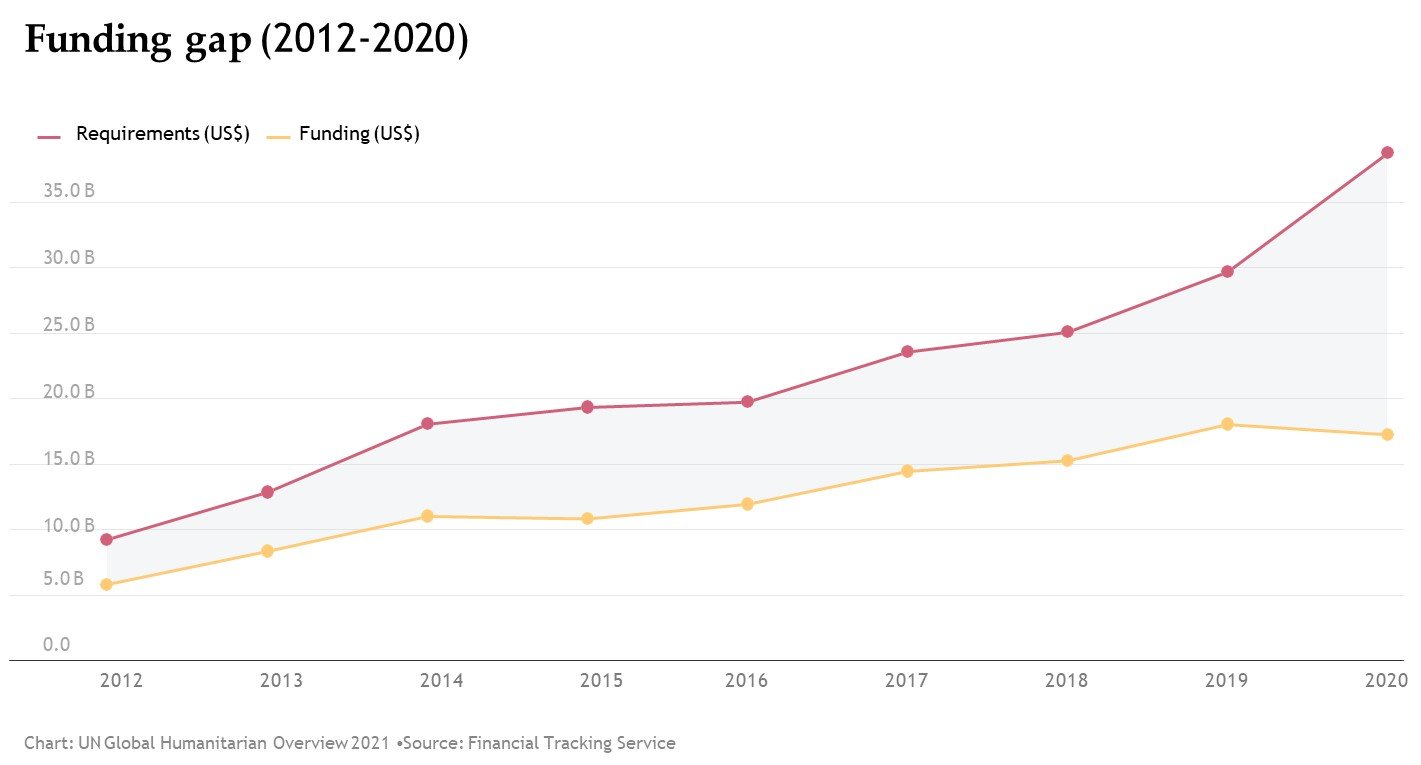 Funding gap (2012-2020)
Requirements (US$) Funding (US$)
35.0 B
30.0 B
25.0 B
20.0 B
15.0 B
10.0 B
5.0 B
0.0
2012 2013 2014 2015 2016 2017 2018 2019 2020
Chart: UN Global Humanitarian Overview 2021 •Source: Financial Tracking Service